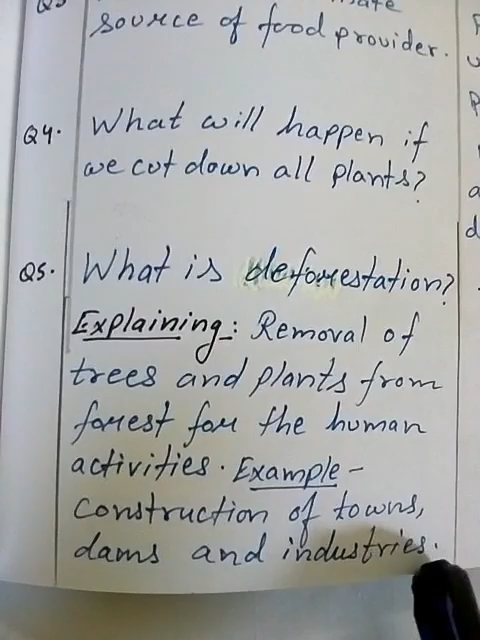 source of food provider.
Q4. What will happen if
we cut down all plants?
Q5. What is deforestation?
Explaining: Removal of
trees and plants from
forest for the human
activities. Example -
construction of towns,
dams and industries.